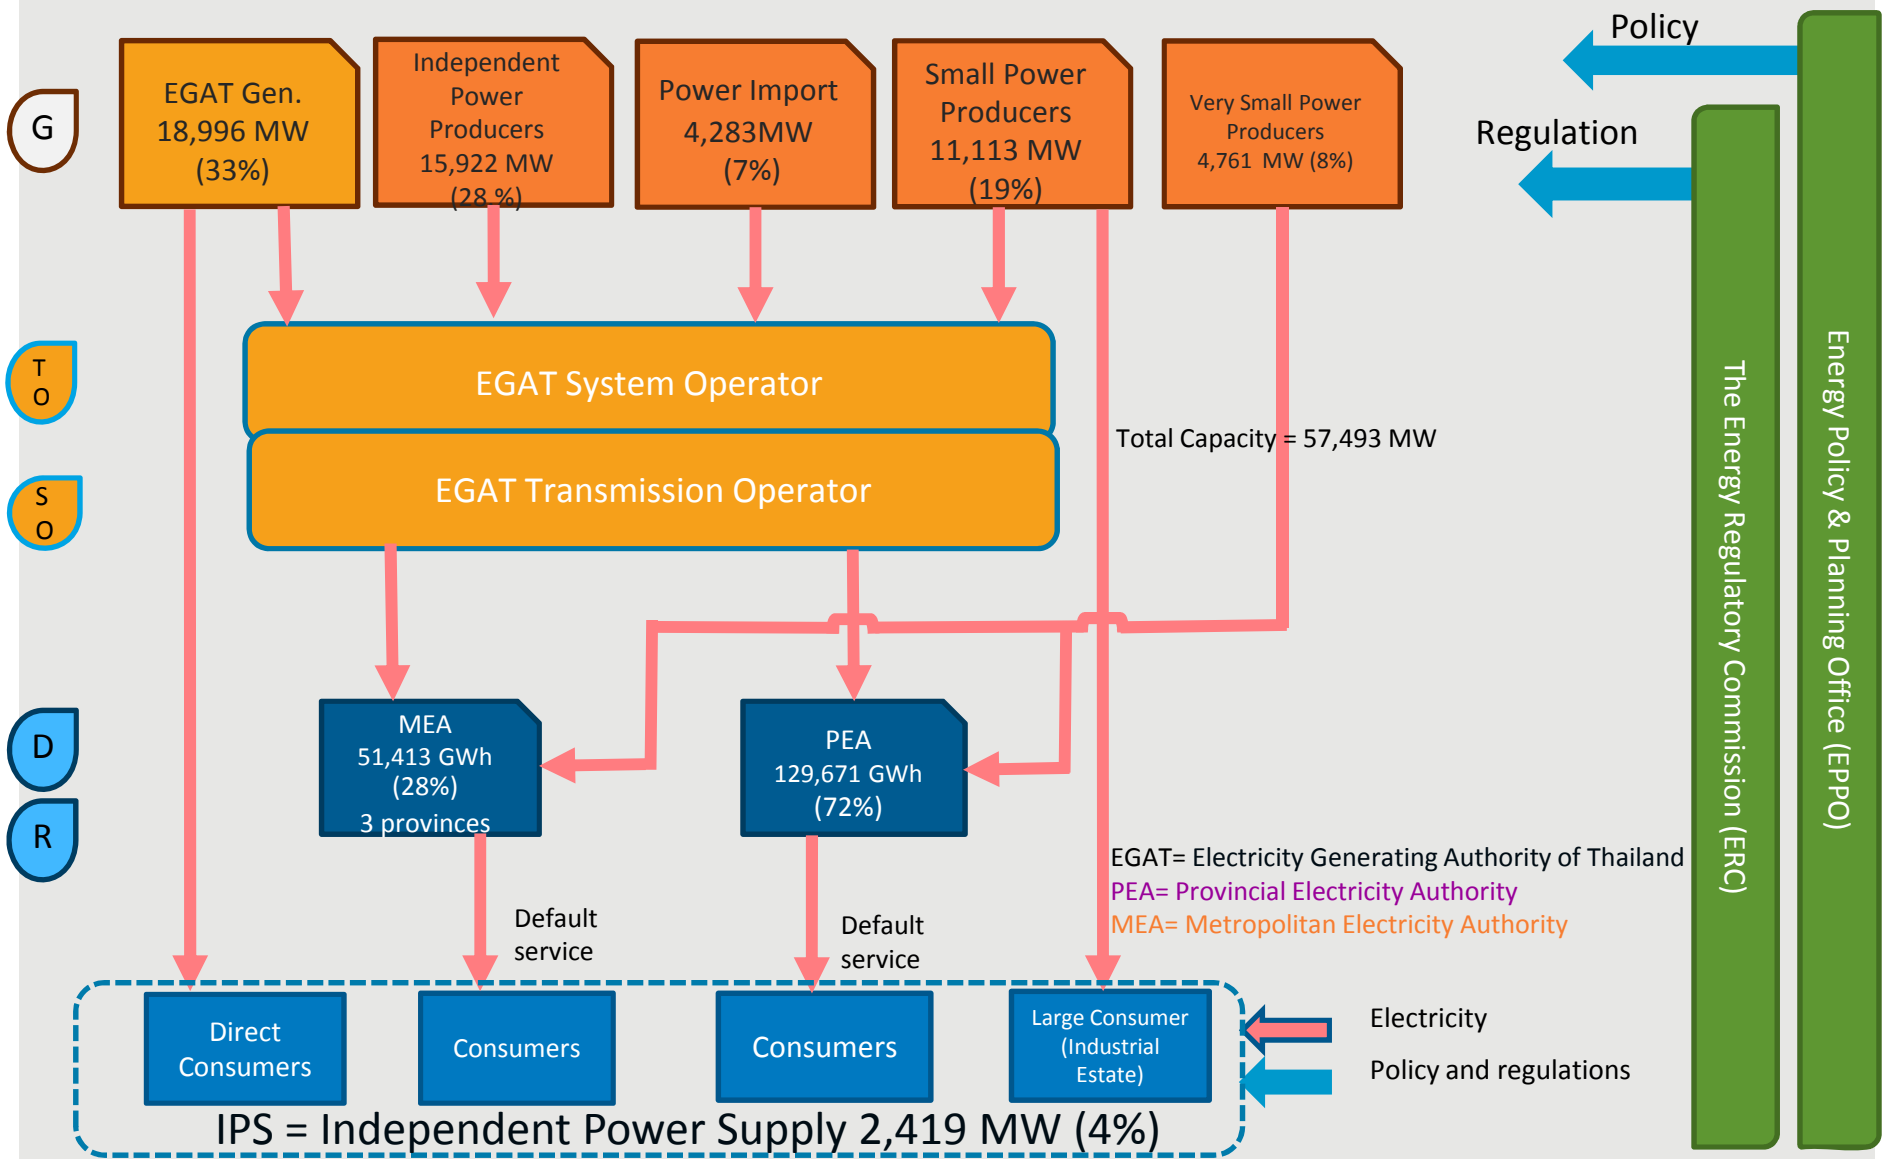 Policy
Regulation
G
EGAT Gen.
18,996 MW
(33%)
Independent
Power
Producers
15,922 MW
(28 %)
Power Import
4,283MW
(7%)
Small Power
Producers
11,113 MW
(19%)
Very Small Power
Producers
4,761 MW (8%)
T
O
EGAT System Operator
Total Capacity = 57,493 MW
S
O
EGAT Transmission Operator
The Energy Regulatory Commission (ERC)
Energy Policy & Planning Office (EPPO)
D
R
MEA
51,413 GWh
(28%)
3 provinces
PEA
129,671 GWh
(72%)
EGAT= Electricity Generating Authority of Thailand
PEA= Provincial Electricity Authority
MEA= Metropolitan Electricity Authority
Default
service
Default
service
Direct
Consumers
Consumers
Consumers
Large Consumer
(Industrial
Estate)
Electricity
Policy and regulations
IPS = Independent Power Supply 2,419 MW (4%)